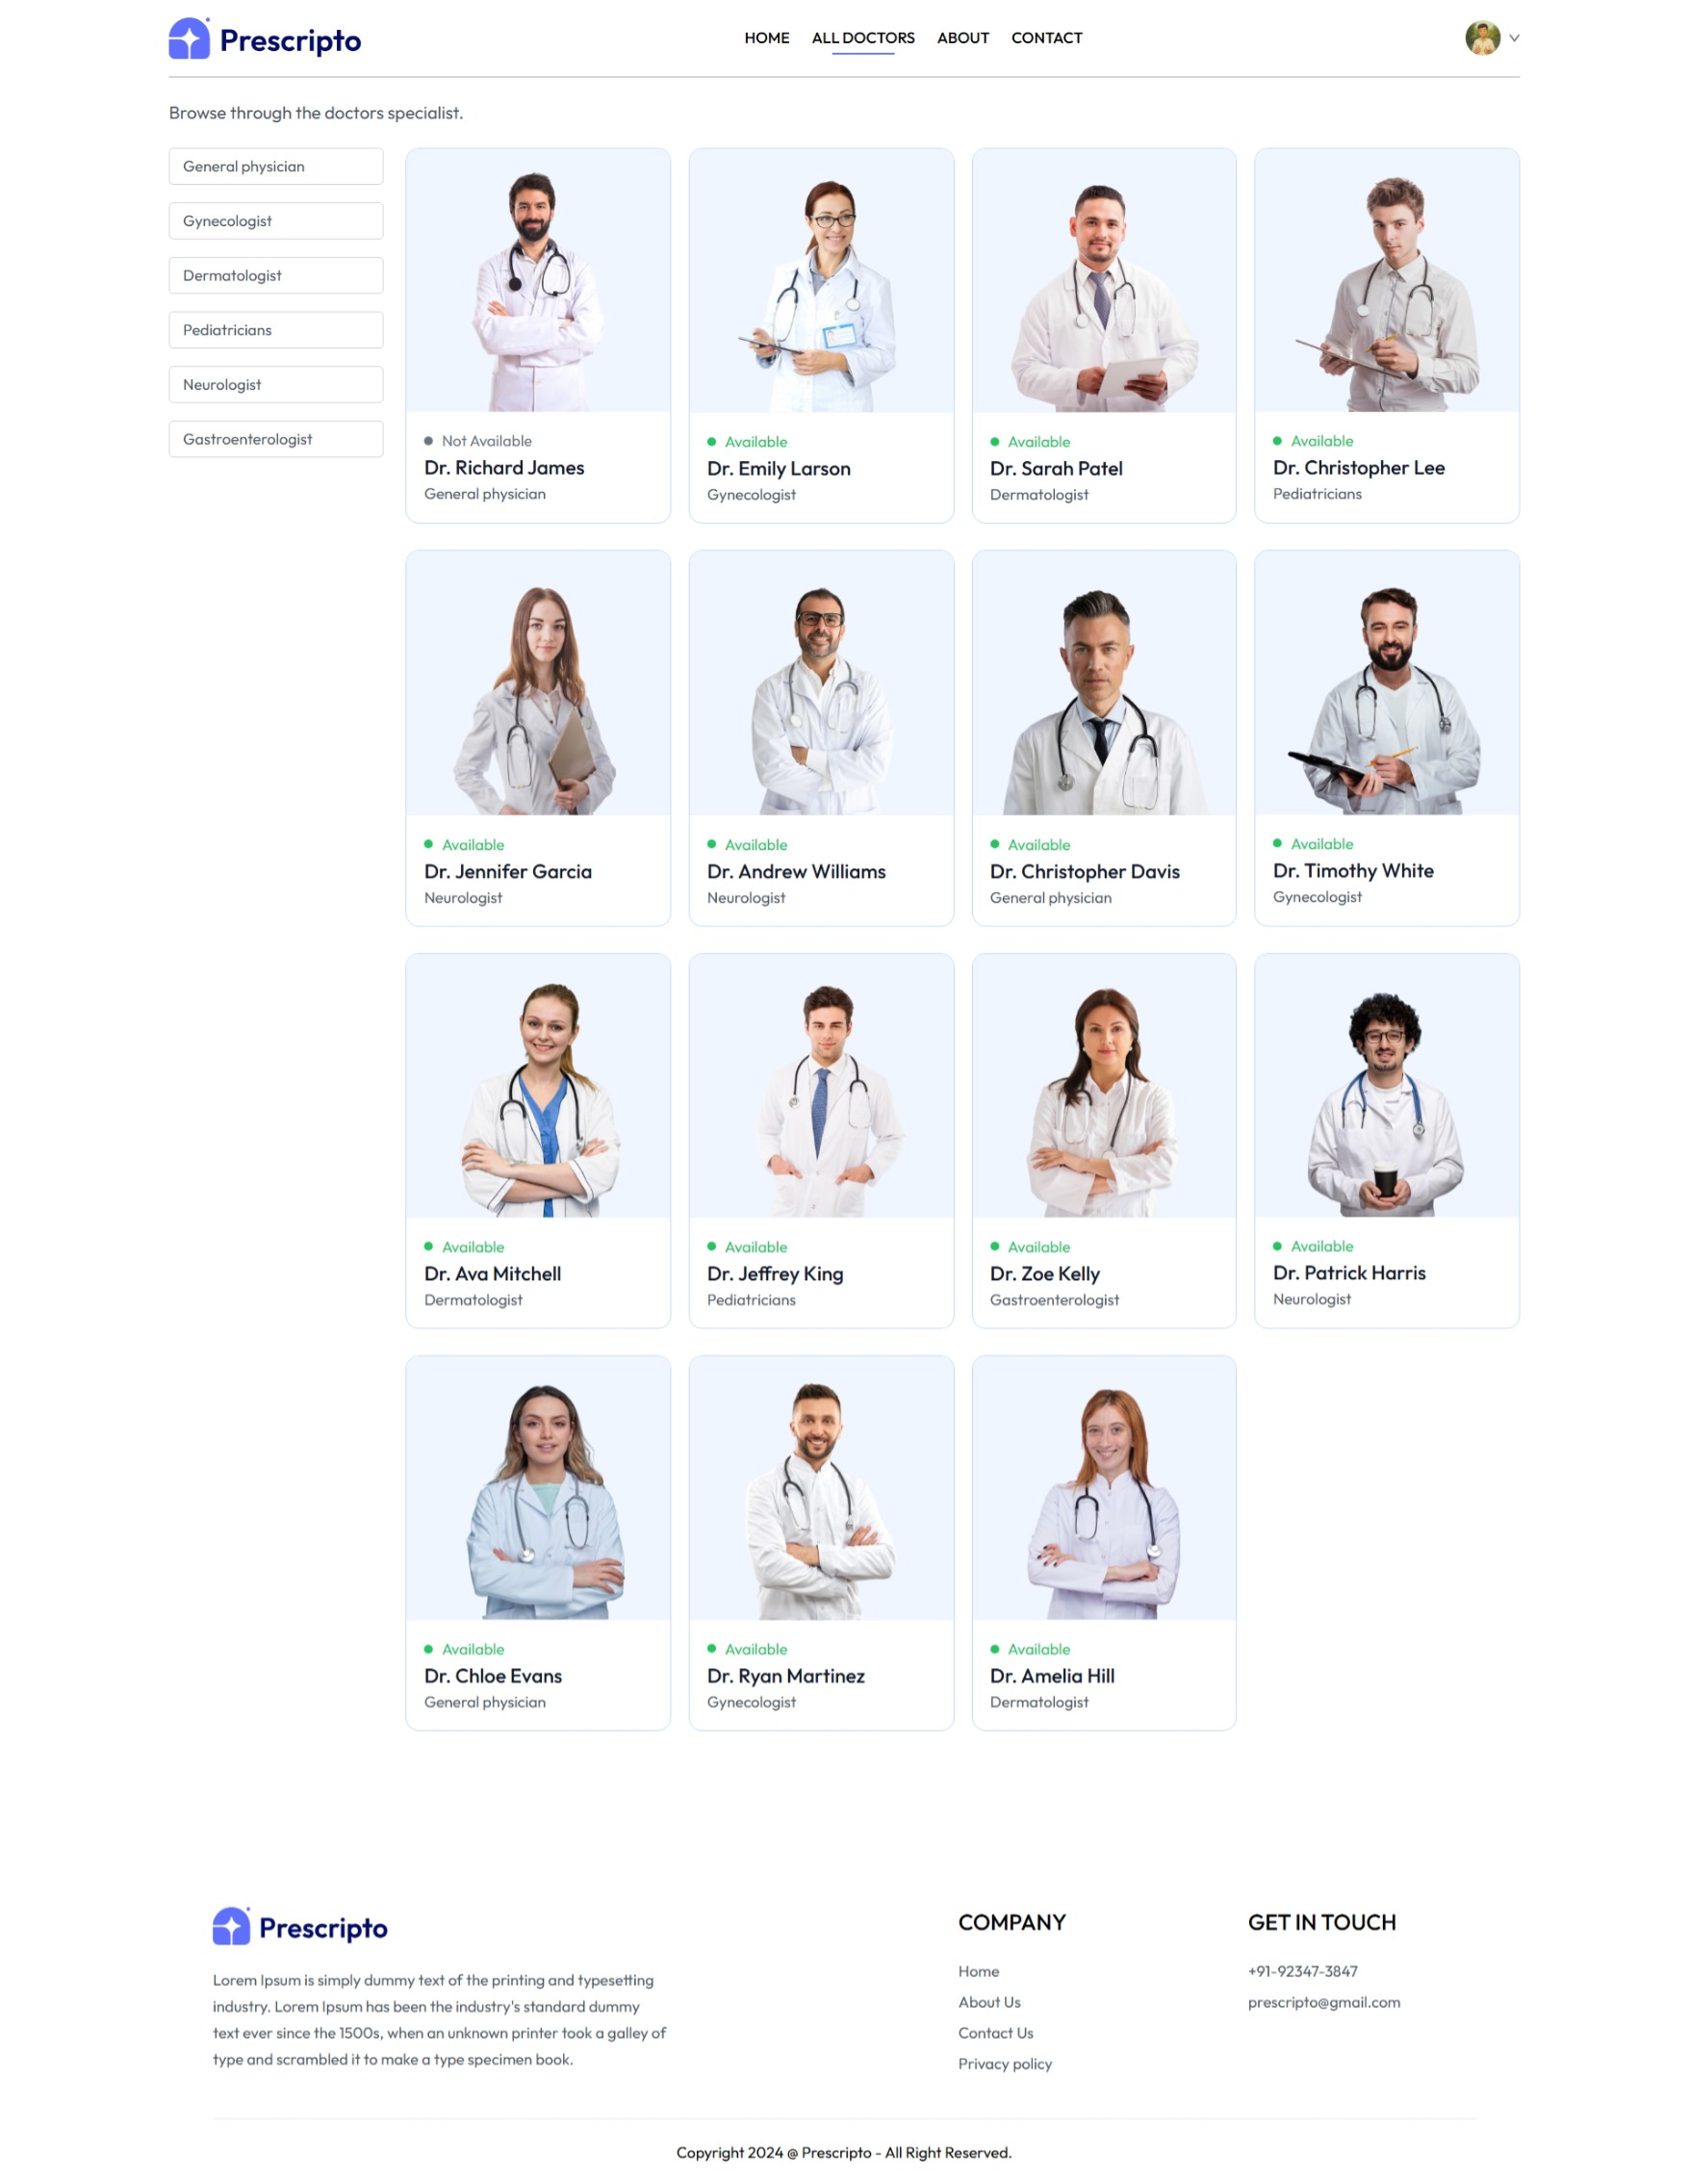 Prescripto
HOME ALL DOCTORS ABOUT CONTACT
Browse through the doctors specialist.
General physician
Gynecologist
Dermatologist
Pediatricians
Neurologist
Gastroenterologist
Not Available
Dr. Richard James
General physician
Available
Dr. Emily Larson
Gynecologist
Available
Dr. Sarah Patel
Dermatologist
Available
Dr. Christopher Lee
Pediatricians
Available
Dr. Jennifer Garcia
Neurologist
Available
Dr. Andrew Williams
Neurologist
Available
Dr. Christopher Davis
General physician
Available
Dr. Timothy White
Gynecologist
Available
Dr. Ava Mitchell
Dermatologist
Available
Dr. Jeffrey King
Pediatricians
Available
Dr. Zoe Kelly
Gastroenterologist
Available
Dr. Patrick Harris
Neurologist
Available
Dr. Chloe Evans
General physician
Available
Dr. Ryan Martinez
Gynecologist
Available
Dr. Amelia Hill
Dermatologist
Prescripto
Lorem Ipsum is simply dummy text of the printing and typesetting
industry. Lorem Ipsum has been the industry's standard dummy
text ever since the 1500s, when an unknown printer took a galley of
type and scrambled it to make a type specimen book.
COMPANY
Home
About Us
Contact Us
Privacy policy
GET IN TOUCH
+91-92347-3847
prescripto@gmail.com
Copyright 2024 @ Prescripto - All Right Reserved.